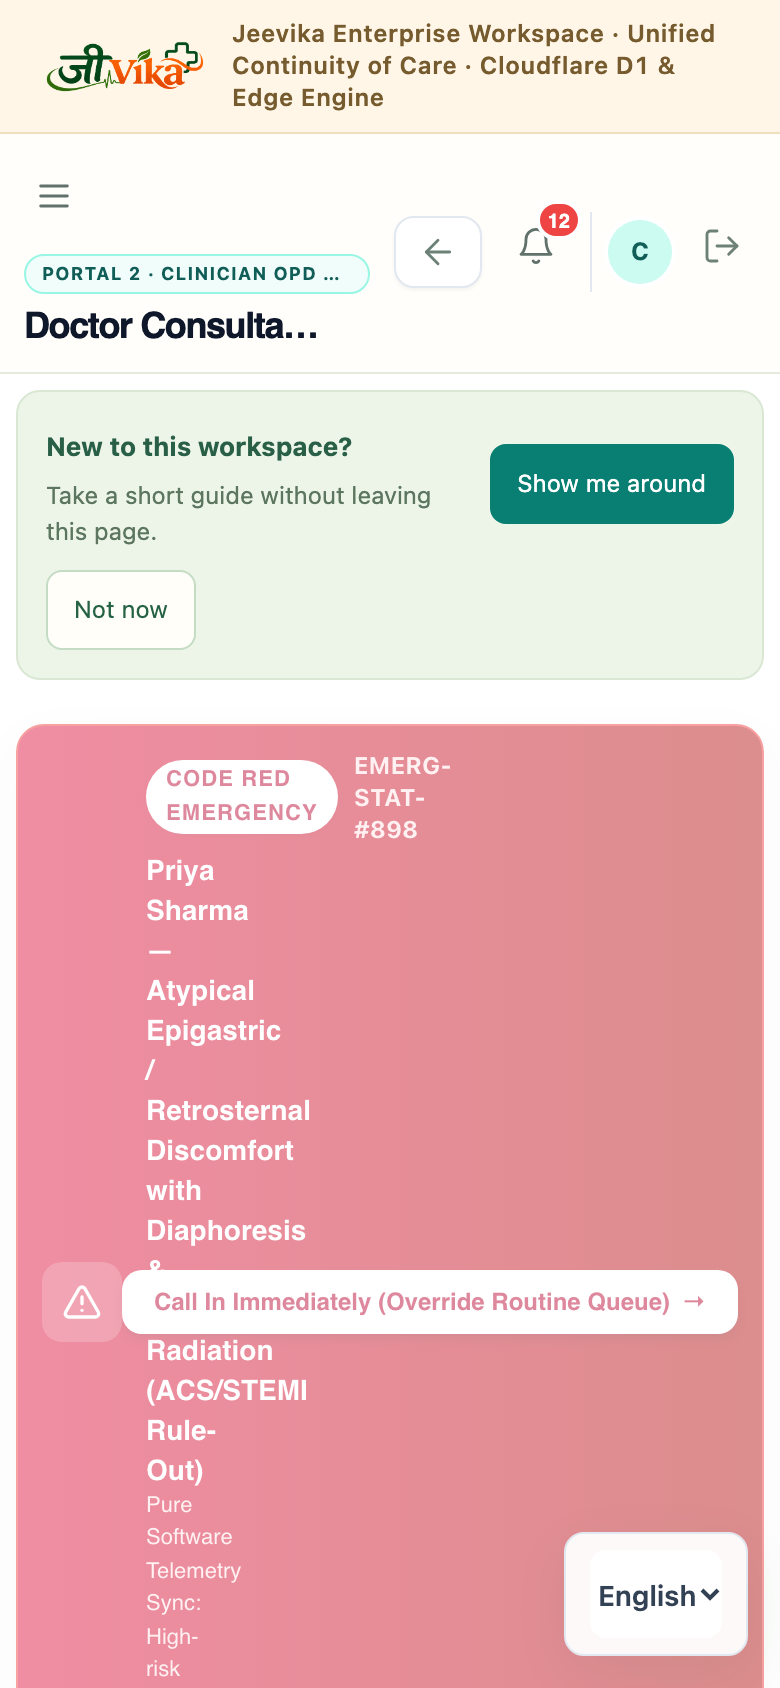 जीvika
Jeevika Enterprise Workspace · Unified
Continuity of Care · Cloudflare D1 &
Edge Engine
12
C
PORTAL 2 · CLINICIAN OPD ...
Doctor Consulta...
New to this workspace?
Take a short guide without leaving
this page.
Show me around
Not now
CODE RED
EMERGENCY
EMERG-
STAT-
#898
Priya
Sharma
—
Atypical
Epigastric
/
Retrosternal
Discomfort
with
Diaphoresis
&
Call In Immediately (Override Routine Queue) →
Radiation
(ACS/STEMI
Rule-
Out)
Pure
Software
Telemetry
Sync:
High-
risk
English